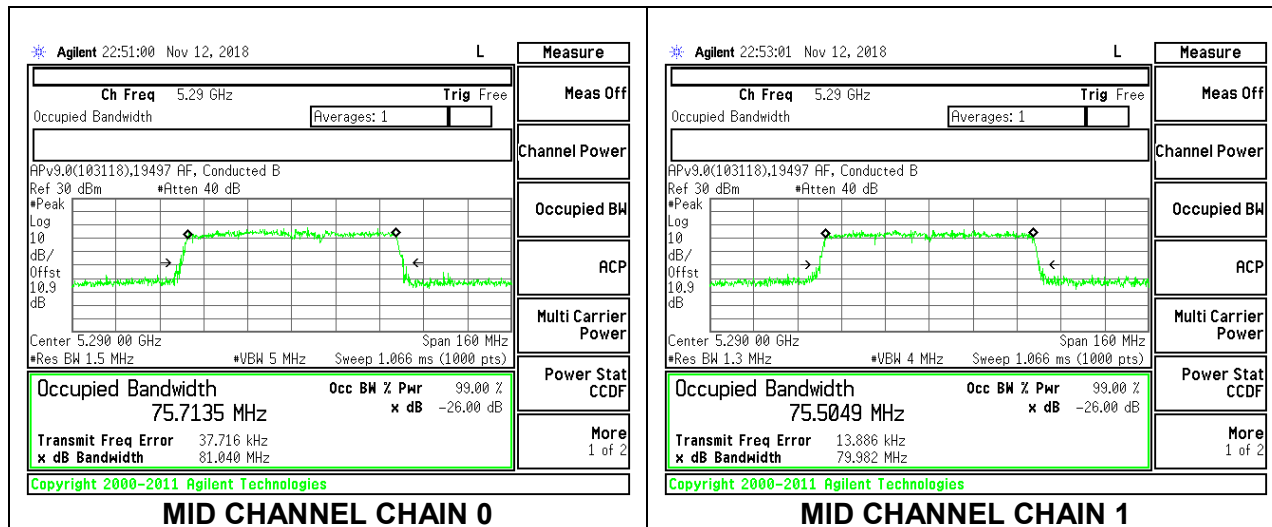 Agilent 22:51:00 Nov 12, 2018 L
Measure
Ch Freq 5.29 GHz Trig Free
Occupied Bandwidth Averages: 1
APv9.0(103118),19497 AF, Conducted B
Ref 30 dBm #Atten 40 dB
#Peak
Log
10
dB/
Offst
10.9
dB
Center 5.290 00 GHz Span 160 MHz
#Res BW 1.5 MHz #VBW 5 MHz Sweep 1.066 ms (1000 pts)
Occupied Bandwidth Occ BW % Pwr 99.00 %
75.7135 MHz x dB -26.00 dB
Transmit Freq Error 37.716 kHz
x dB Bandwidth 81.040 MHz
Copyright 2000-2011 Agilent Technologies
Meas Off
Channel Power
Occupied BW
ACP
Multi Carrier
Power
Power Stat
CCDF
More
1 of 2
MID CHANNEL CHAIN 0
Agilent 22:53:01 Nov 12, 2018 L
Measure
Ch Freq 5.29 GHz Trig Free
Occupied Bandwidth Averages: 1
APv9.0(103118),19497 AF, Conducted B
Ref 30 dBm #Atten 40 dB
#Peak
Log
10
dB/
Offst
10.9
dB
Center 5.290 00 GHz Span 160 MHz
#Res BW 1.3 MHz #VBW 4 MHz Sweep 1.066 ms (1000 pts)
Occupied Bandwidth Occ BW % Pwr 99.00 %
75.5049 MHz x dB -26.00 dB
Transmit Freq Error 13.886 kHz
x dB Bandwidth 79.982 MHz
Copyright 2000-2011 Agilent Technologies
Meas Off
Channel Power
Occupied BW
ACP
Multi Carrier
Power
Power Stat
CCDF
More
1 of 2
MID CHANNEL CHAIN 1